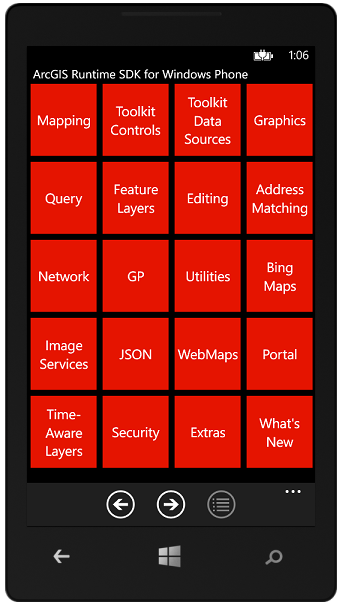 1:06
ArcGIS Runtime SDK for Windows Phone
Mapping
Toolkit
Controls
Toolkit
Data
Sources
Graphics
Query
Feature
Layers
Editing
Address
Matching
Network
GP
Utilities
Bing
Maps
Image
Services
JSON
WebMaps
Portal
Time-
Aware
Layers
Security
Extras
What's
New